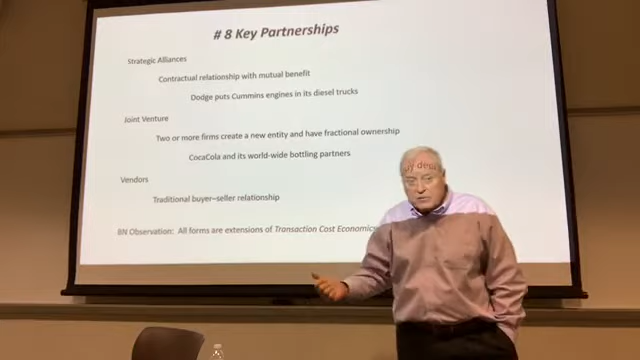 # 8 Key Partnerships
Strategic Alliances
Contractual relationship with mutual benefit
Dodge puts Cummins engines in its diesel trucks
Joint Venture
Two or more firms create a new entity and have fractional ownership
CocaCola and its world-wide bottling partners
Vendors
Traditional buyer–seller relationship
BN Observation: All forms are extensions of Transaction Cost Economics